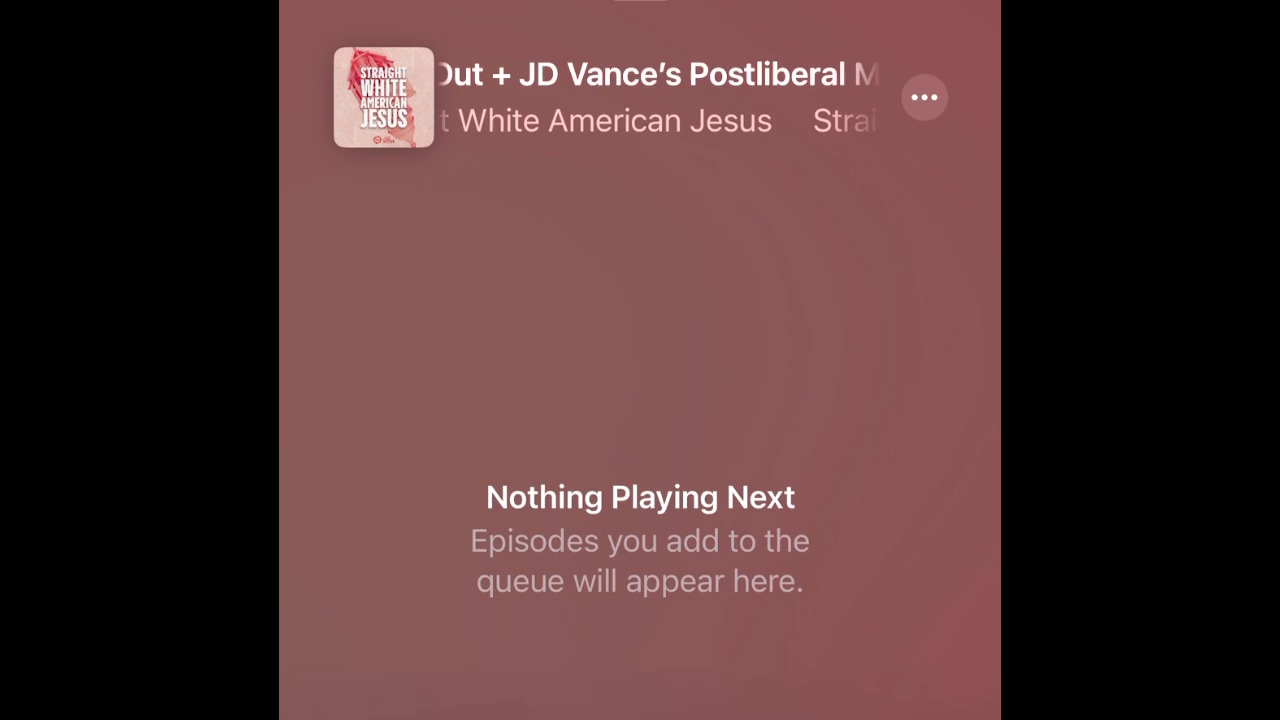 STRAIGHT
WHITE
AMERICAN
JESUS
Out + JD Vance’s Postliberal M
t White American Jesus Strai
Nothing Playing Next
Episodes you add to the
queue will appear here.